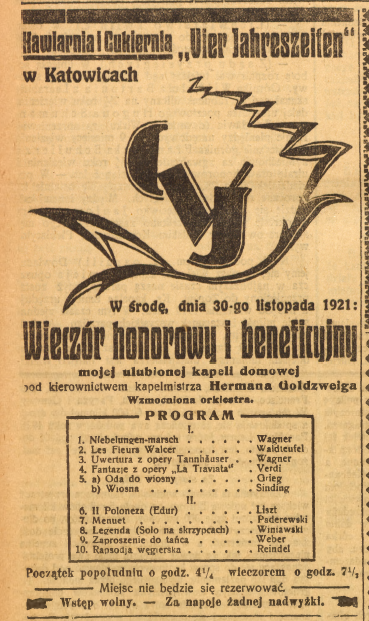 Kawiarnia i Cukiernia „Vier Jahreszeiten"
w Katowicach
CVJ
W środę, dnia 30-go listopada 1921:
Wieczór honorowy i beneficyjny
mojej ulubionej kapeli domowej
pod kierownictwem kapelmistrza Hermana Goldzweiga
Wzmocniona orkiestra.
PROGRAM
I.
1. Niebelungen-marsch . . . . . . Wagner
2. Les Fleurs Walcer . . . . . . Waldteufel
3. Uwertura z opery Tannhäuser . . Wagner
4. Fantazje z opery „La Traviata" . . Verdi
5. a) Oda do wiosny . . . . . . Grieg
b) Wiosna . . . . . . Sinding
II.
6. II Poloneza (Edur) . . . . . . Liszt
7. Menuet . . . . . . Paderewski
8. Legenda (Solo na skrzypcach) . . Winiawski
9. Zaproszenie do tańca . . . . . Weber
10. Rapsodja węgierska . . . . . Reindel
Początek popołudniu o godz. 4¼ wieczorem o godz. 7½
Miejsc nie będzie się rezerwować.
Wstęp wolny. — Za napoje żadnej nadwyżki.